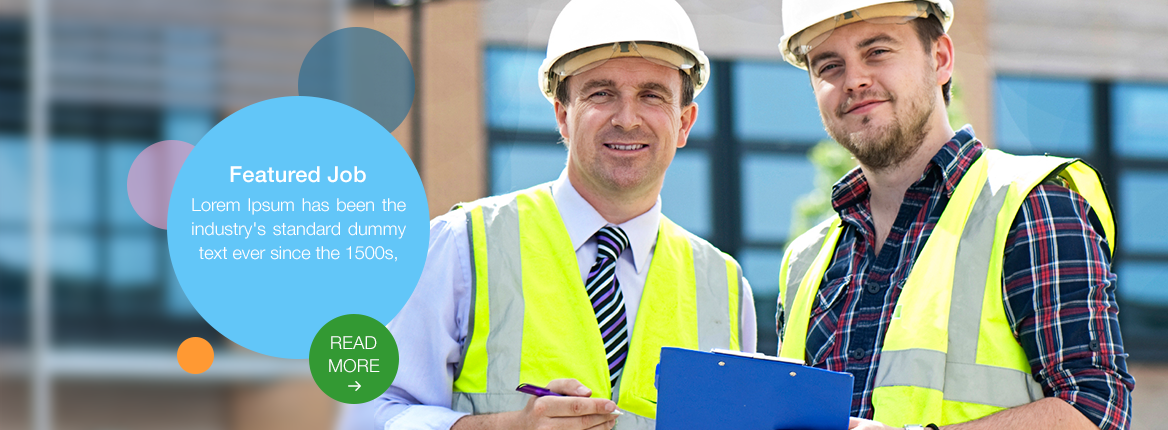 Featured Job
Lorem Ipsum has been the
industry's standard dummy
text ever since the 1500s,
READ
MORE